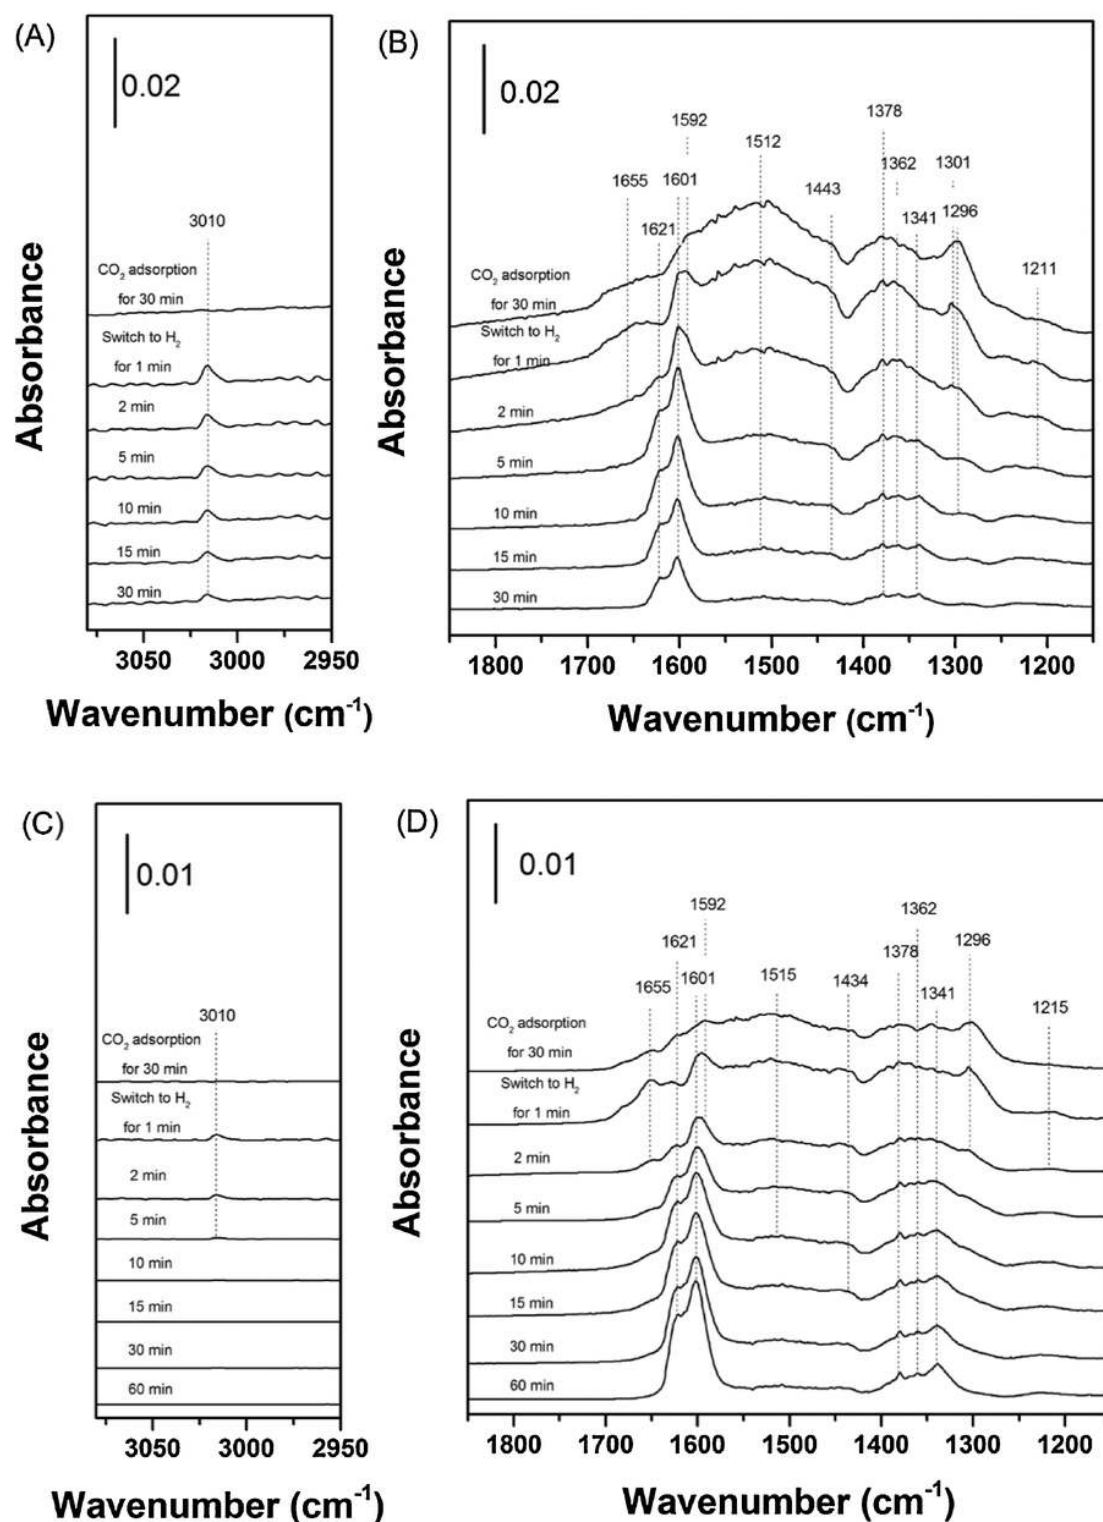 (A)
0.02
3010
CO2 adsorption
for 30 min
Switch to H2
for 1 min
2 min
5 min
10 min
15 min
30 min
Absorbance
3050 3000 2950
Wavenumber (cm-1)
(B)
0.02
1592
1378
1512
1655 1601
1443
1362 1301
1621
1341 1296
1211
CO2 adsorption
for 30 min
Switch to H2
for 1 min
2 min
5 min
10 min
15 min
30 min
Absorbance
1800 1700 1600 1500 1400 1300 1200
Wavenumber (cm-1)
(C)
0.01
3010
CO2 adsorption
for 30 min
Switch to H2
for 1 min
2 min
5 min
10 min
15 min
30 min
60 min
Absorbance
3050 3000 2950
Wavenumber (cm-1)
(D)
0.01
1592
1362
1621
1296
1378
1655 1601 1515 1434
1341
1215
CO2 adsorption
for 30 min
Switch to H2
for 1 min
2 min
5 min
10 min
15 min
30 min
60 min
Absorbance
1800 1700 1600 1500 1400 1300 1200
Wavenumber (cm-1)